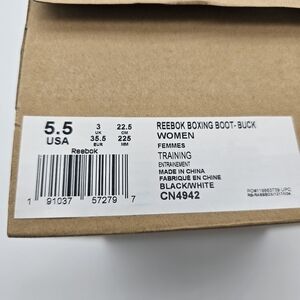 5.5
USA
3
UK
22.5
CM
35.5
EUR
225
MM
Reebok
1 91037 57279 7
REEBOK BOXING BOOT- BUCK
WOMEN
FEMMES
TRAINING
ENTRAINEMENT
MADE IN CHINA
FABRIQUÉ EN CHINE
BLACK/WHITE
CN4942